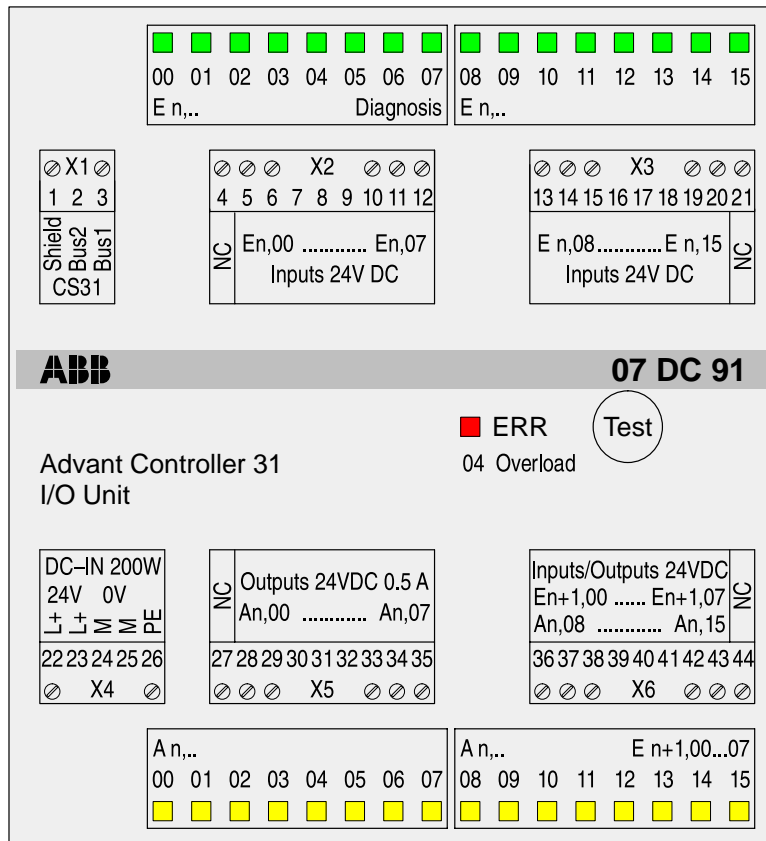 00 01 02 03 04 05 06 07 08 09 10 11 12 13 14 15
E n,.. Diagnosis E n,..
X1 X2 X3
1 2 3 4 5 6 7 8 9 10 11 12 13 14 15 16 17 18 19 20 21
Shield
Bus2
Bus1
CS31
NC
En,00 ............ En,07
Inputs 24V DC
E n,08............E n,15
Inputs 24V DC
NC
ABB 07 DC 91
ERR Test
04 Overload
Advant Controller 31
I/O Unit
DC–IN 200W
24V 0V
L+
L+
M
M
PE
NC
Outputs 24VDC 0.5 A
An,00 ............ An,07
Inputs/Outputs 24VDC
En+1,00 ...... En+1,07
An,08 ............ An,15
NC
22 23 24 25 26 27 28 29 30 31 32 33 34 35 36 37 38 39 40 41 42 43 44
X4 X5 X6
A n,.. A n,.. E n+1,00...07
00 01 02 03 04 05 06 07 08 09 10 11 12 13 14 15